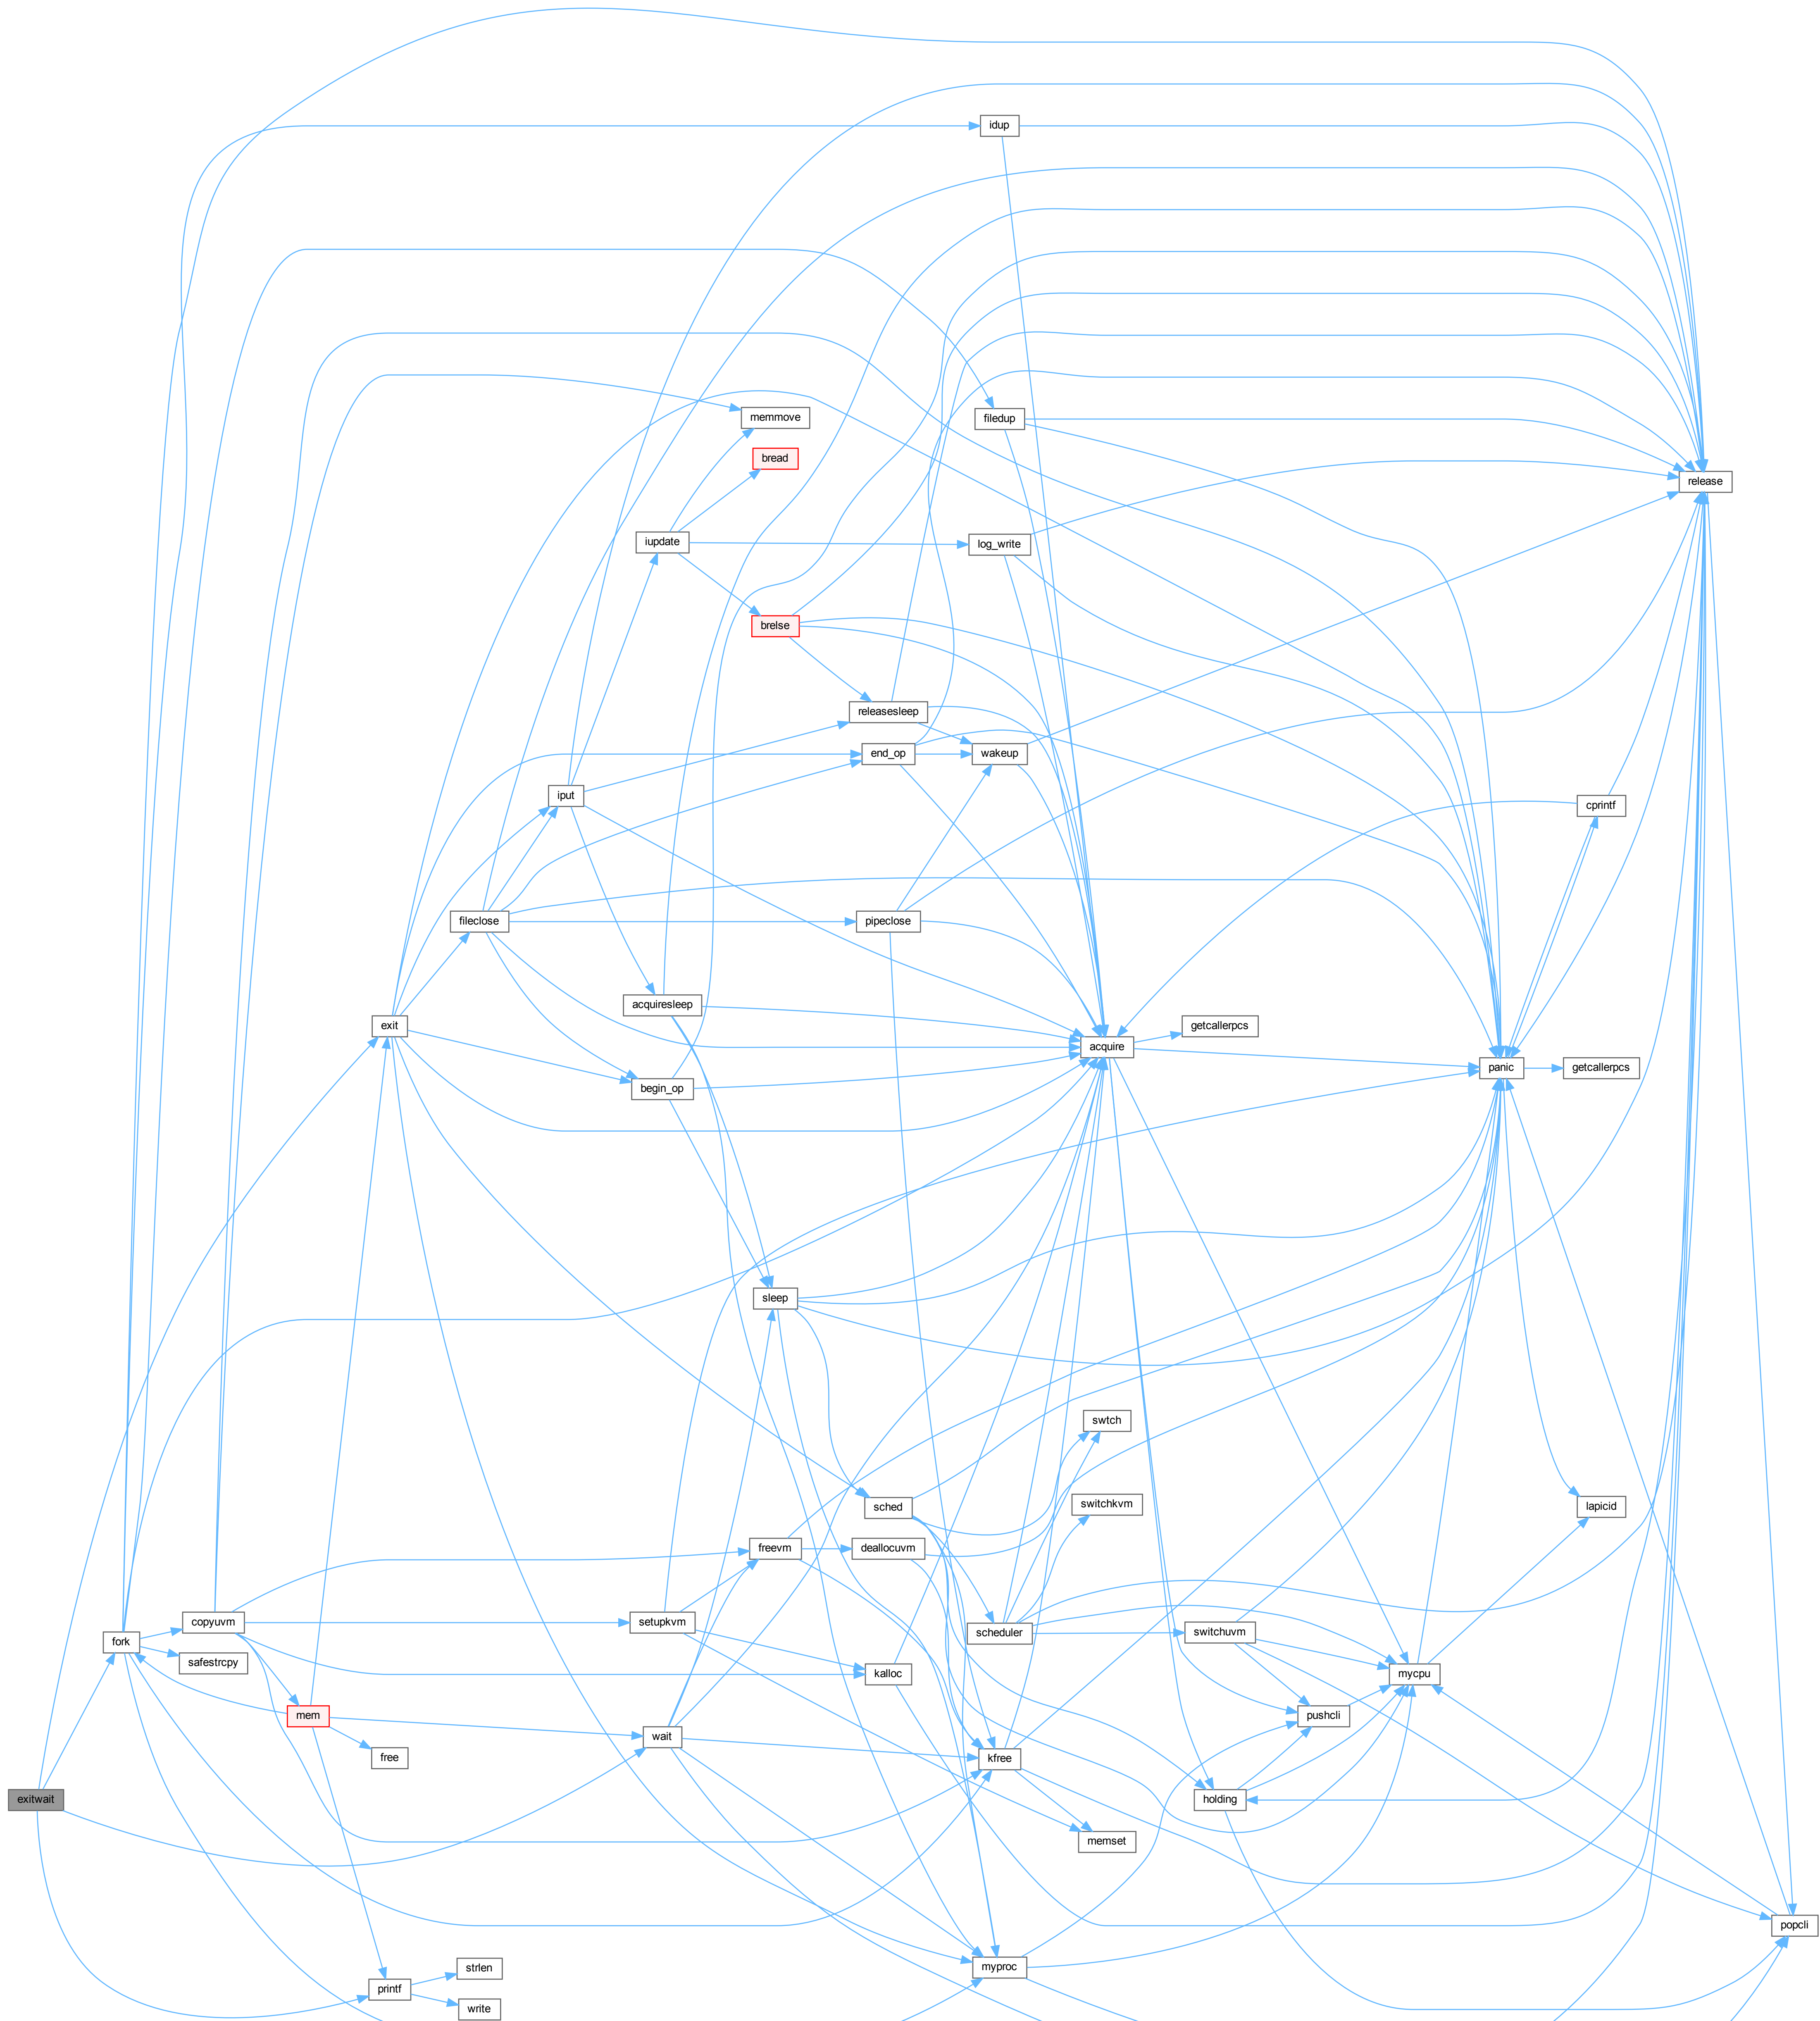 idup
memmove
filedup
bread
release
iupdate
log_write
brelse
releasesleep
end_op
wakeup
iput
cprintf
fileclose
pipeclose
acquiresleep
exit
getcallerpcs
acquire
panic
getcallerpcs
begin_op
sleep
swtch
sched
switchkvm
lapicid
freevm
deallocuvm
copyuvm
setupkvm
scheduler
switchuvm
fork
safestrcpy
kalloc
mycpu
mem
pushcli
wait
free
kfree
exitwait
holding
memset
popcli
strlen
myproc
printf
write